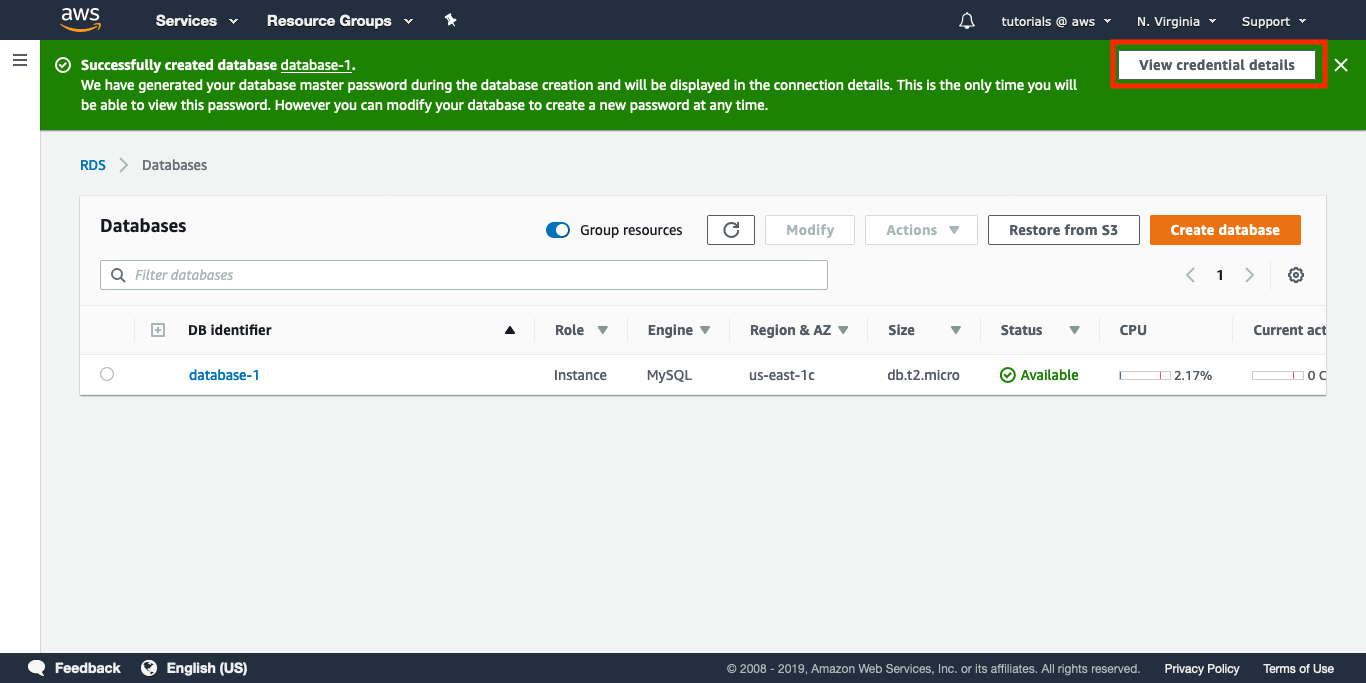 aws Services Resource Groups tutorials @ aws N. Virginia Support
Successfully created database database-1.
View credential details
We have generated your database master password during the database creation and will be displayed in the connection details. This is the only time you will
be able to view this password. However you can modify your database to create a new password at any time.
RDS Databases
Databases
Group resources Modify Actions Restore from S3 Create database
Filter databases 1
DB identifier Role Engine Region & AZ Size Status CPU Current act
database-1 Instance MySQL us-east-1c db.t2.micro Available 2.17% 0 C
Feedback English (US) © 2008 - 2019, Amazon Web Services, Inc. or its affiliates. All rights reserved. Privacy Policy Terms of Use